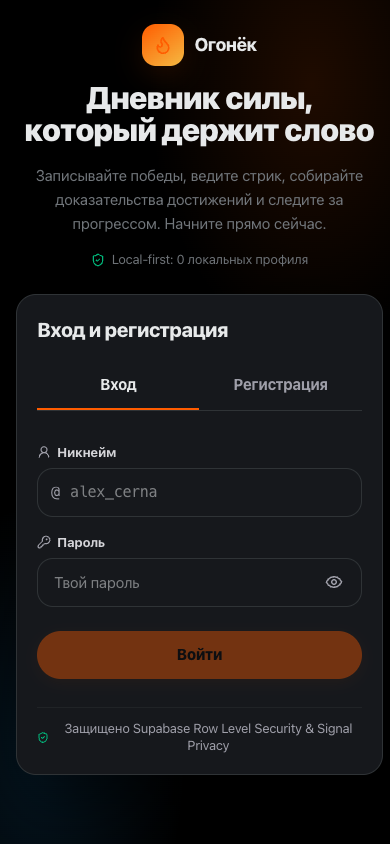 Огонёк
Дневник силы,
который держит слово
Записывайте победы, ведите стрик, собирайте
доказательства достижений и следите за
прогрессом. Начните прямо сейчас.
Local-first: 0 локальных профиля
Вход и регистрация
Вход
Регистрация
Никнейм
@ alex_cerna
Пароль
Твой пароль
Войти
Защищено Supabase Row Level Security & Signal
Privacy